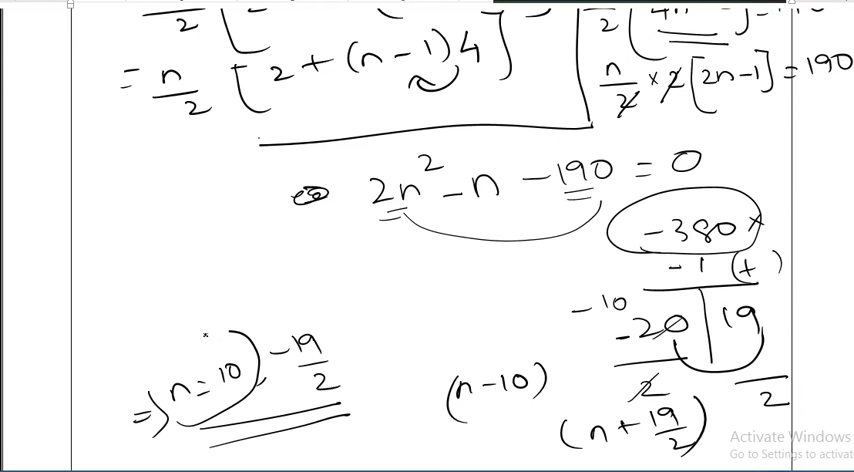 = n/2 [2 + (n-1)4]
n/2 × 2[2n-1] = 190
2n² - n - 190 = 0
-380 ×
-1 (+)
-10
-20 | 19
2 2
(n-10)
(n + 19/2)
=> n = 10, -19/2
Activate Windows
Go to Settings to activat